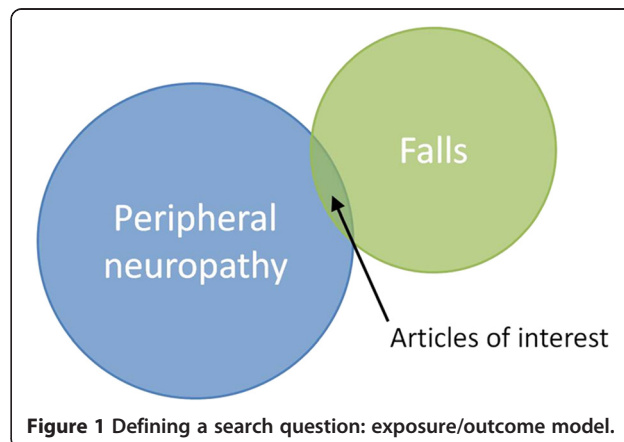 Falls
Peripheral
neuropathy
Articles of interest
Figure 1 Defining a search question: exposure/outcome model.